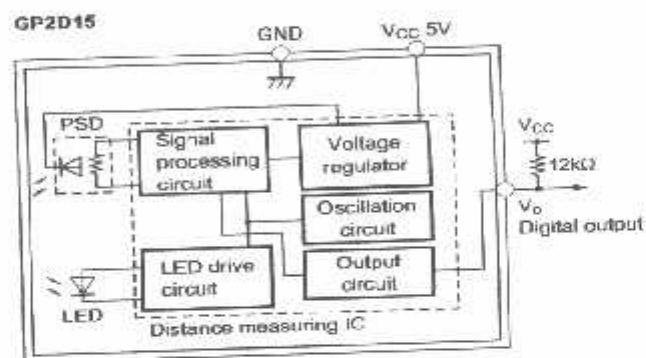 GP2D15
GND
VCC 5V
PSD
Signal
processing
circuit
Voltage
regulator
VCC
12kΩ
Oscillation
circuit
Vo
Digital output
LED drive
circuit
Output
circuit
LED
Distance measuring IC